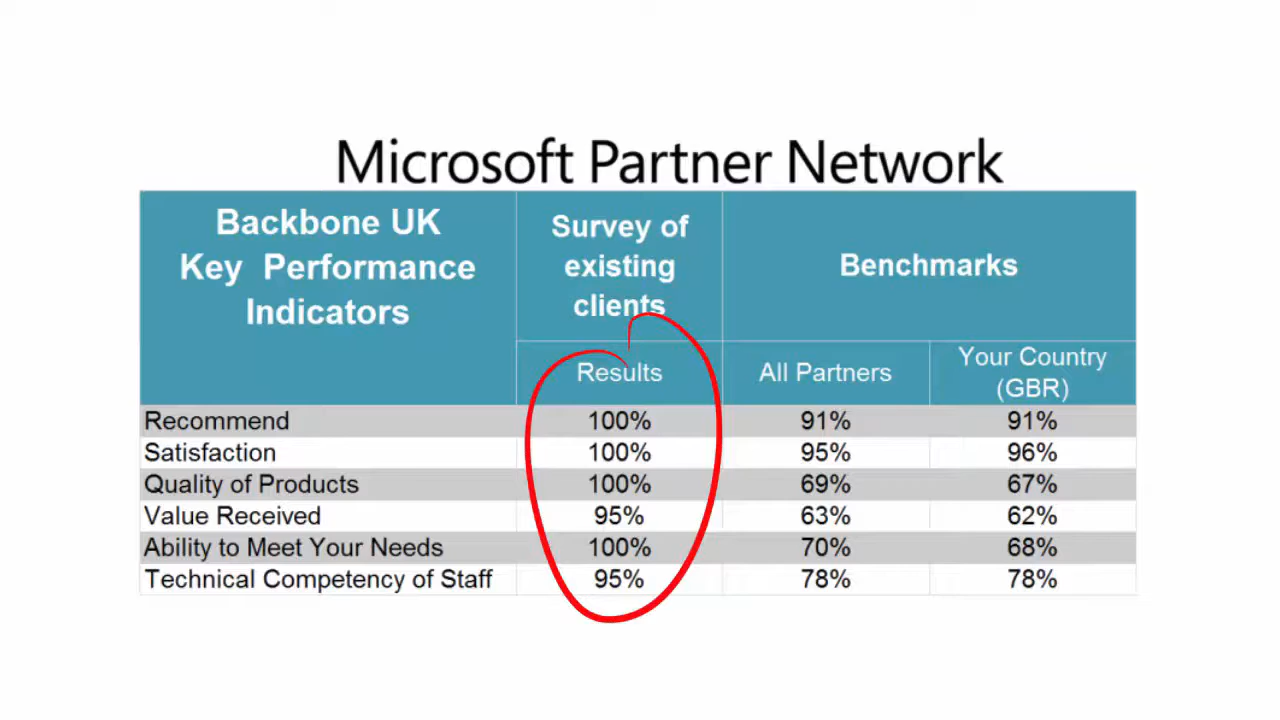 Microsoft Partner Network
Backbone UK
Key Performance
Indicators
Survey of
existing
clients
Benchmarks
Results
All Partners
Your Country
(GBR)
Recommend 100% 91% 91%
Satisfaction 100% 95% 96%
Quality of Products 100% 69% 67%
Value Received 95% 63% 62%
Ability to Meet Your Needs 100% 70% 68%
Technical Competency of Staff 95% 78% 78%